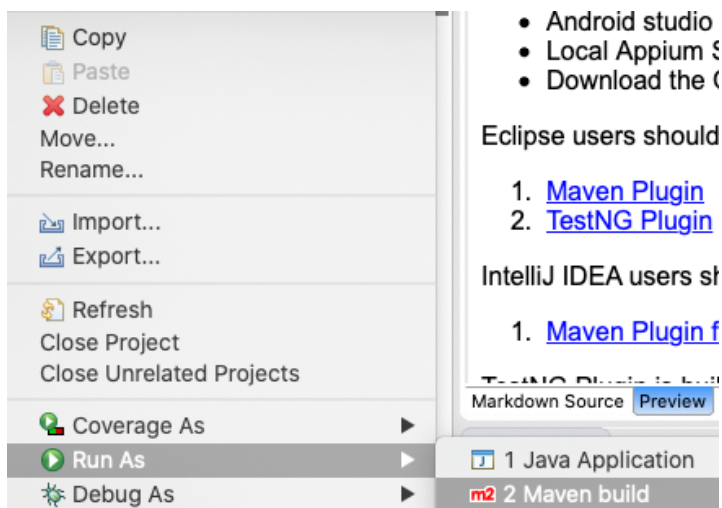 Copy
Paste
Delete
Move...
Rename...
Import...
Export...
Refresh
Close Project
Close Unrelated Projects
Coverage As
Run As
Debug As
Android studio
Local Appium
Download the
Eclipse users should
1. Maven Plugin
2. TestNG Plugin
IntelliJ IDEA users
1. Maven Plugin
Markdown Source Preview
1 Java Application
m2 2 Maven build